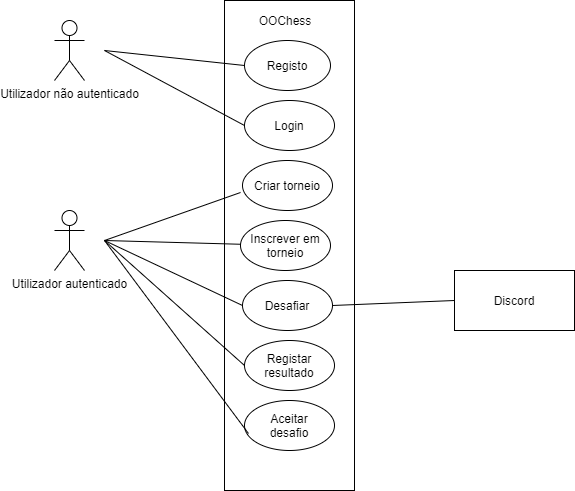 OOChess
Registo
Utilizador não autenticado
Login
Criar torneio
Inscrever em
torneio
Utilizador autenticado
Desafiar
Discord
Registar
resultado
Aceitar
desafio